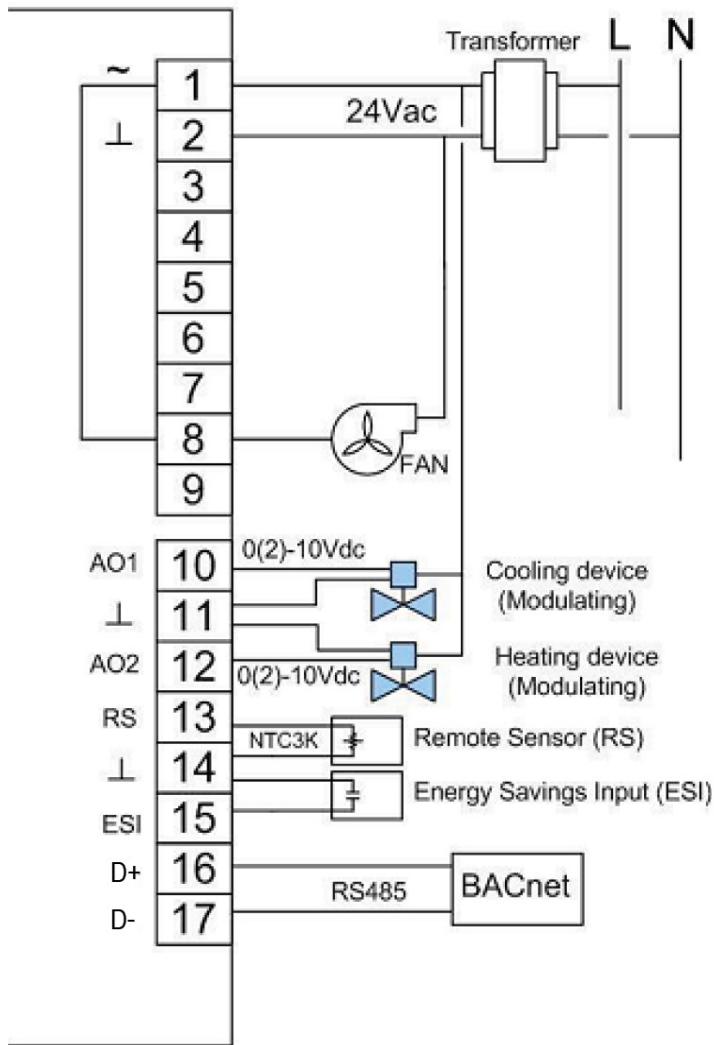 Transformer L N
~ 1
24Vac
⊥ 2
3
4
5
6
7
8
FAN
9
0(2)-10Vdc
AO1 10
Cooling device
(Modulating)
⊥ 11
AO2 12
Heating device
(Modulating)
0(2)-10Vdc
RS 13
NTC3K Remote Sensor (RS)
⊥ 14
Energy Savings Input (ESI)
ESI 15
D+ 16
RS485 BACnet
D- 17